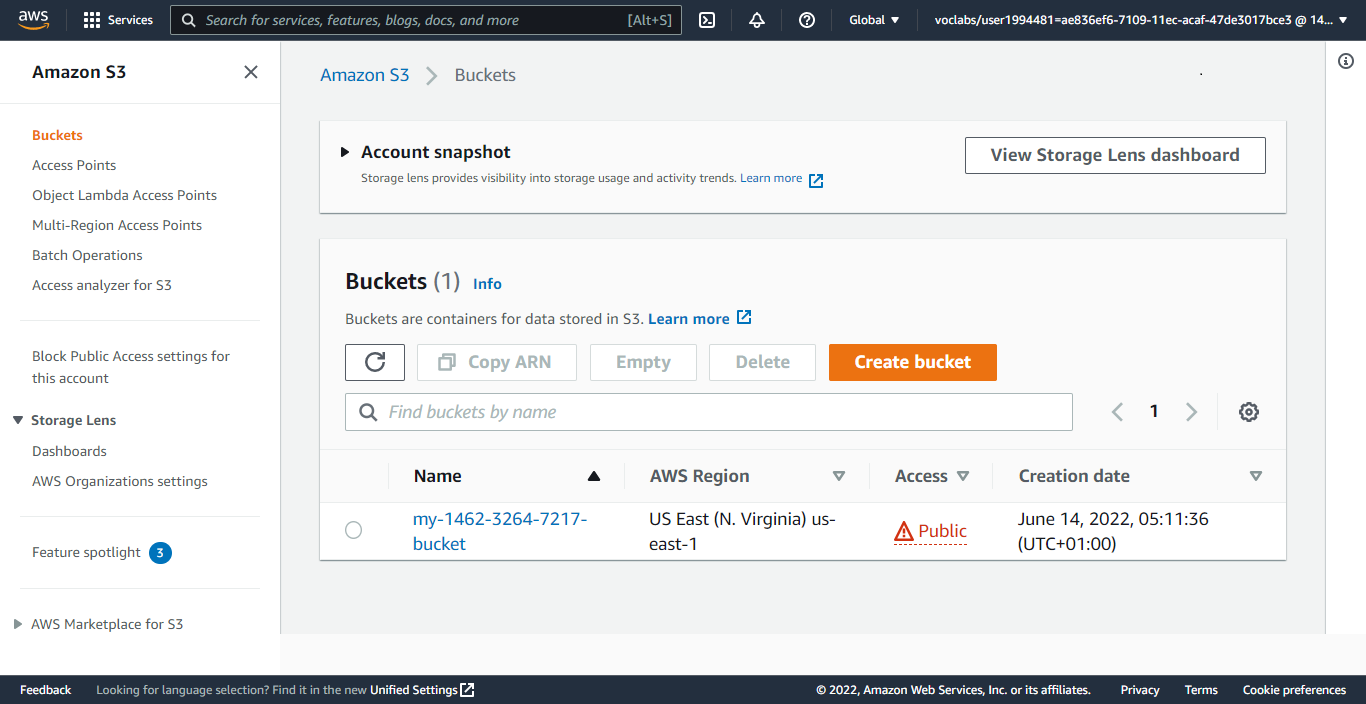 aws
Services
Search for services, features, blogs, docs, and more
[Alt+S]
Global
voclabs/user1994481=ae836ef6-7109-11ec-acaf-47de3017bce3 @ 14...
Amazon S3
Buckets
Access Points
Object Lambda Access Points
Multi-Region Access Points
Batch Operations
Access analyzer for S3
Block Public Access settings for
this account
Storage Lens
Dashboards
AWS Organizations settings
Feature spotlight 3
AWS Marketplace for S3
Amazon S3 > Buckets
Account snapshot
Storage lens provides visibility into storage usage and activity trends. Learn more
View Storage Lens dashboard
Buckets (1) Info
Buckets are containers for data stored in S3. Learn more
Copy ARN
Empty
Delete
Create bucket
Find buckets by name
1
Name
AWS Region
Access
Creation date
my-1462-3264-7217-
bucket
US East (N. Virginia) us-
east-1
Public
June 14, 2022, 05:11:36
(UTC+01:00)
Feedback
Looking for language selection? Find it in the new Unified Settings
© 2022, Amazon Web Services, Inc. or its affiliates.
Privacy
Terms
Cookie preferences